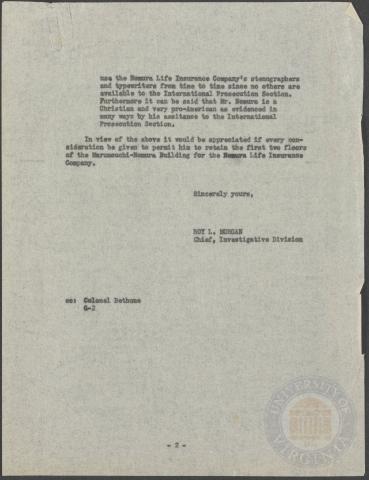 use the Nomura Life Insurance Company's stenographers
and typewriters from time to time since no others are
available to the International Prosecution Section.
Furthermore it can be said that Mr. Nomura is a
Christian and very pro-American as evidenced in
many ways by his assitance to the International
Prosecution Section.
In view of the above it would be appreciated if every con-
sideration be given to permit him to retain the first two floors
of the Marunouchi-Nomura Building for the Nomura Life Insurance
Company.
Sincerely yours,
ROY L. MORGAN
Chief, Investigative Division
cc: Colonel Bethune
G-2
UNIVERSITY OF VIRGINIA
- 2 -